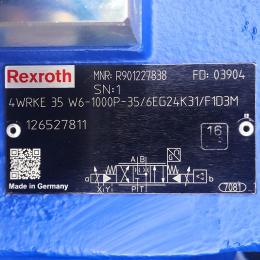 Rexroth
MNR: R901227838 FD: 03904
SN:1
4WRKE 35 W6-1000P-35/6EG24K31/F1D3M
126527811
16
A B
a b
X P T Y
Made in Germany
7081